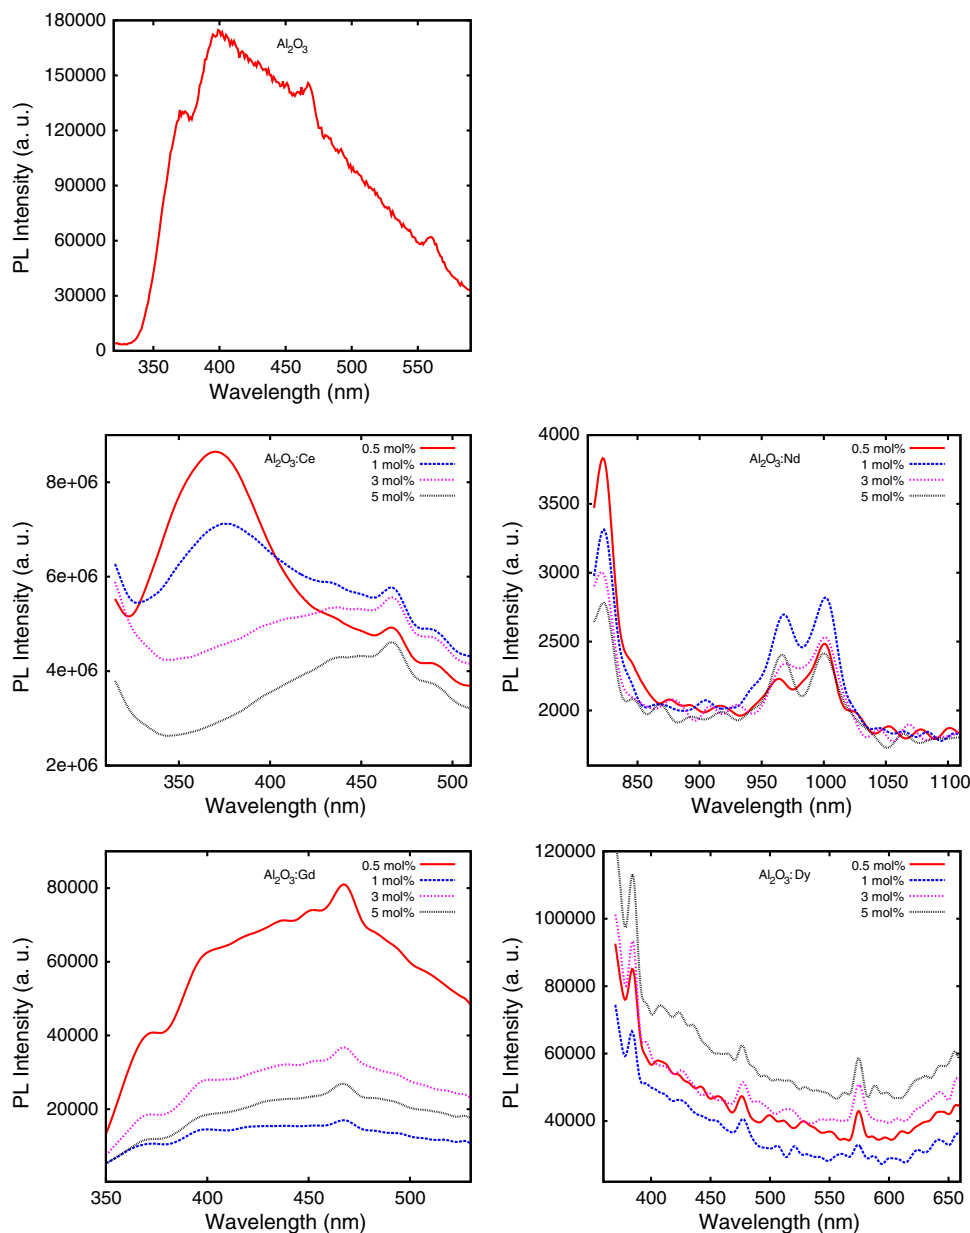 180000
150000
120000
90000
60000
30000
0
PL Intensity (a. u.)
Al2O3
350 400 450 500 550
Wavelength (nm)
8e+06
6e+06
4e+06
2e+06
PL Intensity (a. u.)
Al2O3:Ce
0.5 mol%
1 mol%
3 mol%
5 mol%
350 400 450 500
Wavelength (nm)
4000
3500
3000
2500
2000
PL Intensity (a. u.)
Al2O3:Nd
0.5 mol%
1 mol%
3 mol%
5 mol%
850 900 950 1000 1050 1100
Wavelength (nm)
80000
60000
40000
20000
PL Intensity (a. u.)
Al2O3:Gd
0.5 mol%
1 mol%
3 mol%
5 mol%
350 400 450 500
Wavelength (nm)
120000
100000
80000
60000
40000
PL Intensity (a. u.)
Al2O3:Dy
0.5 mol%
1 mol%
3 mol%
5 mol%
400 450 500 550 600 650
Wavelength (nm)